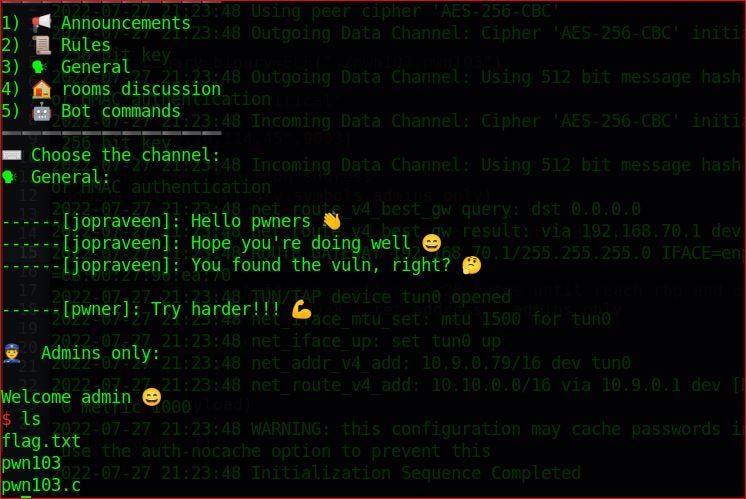 1) 📢 Announcements
2) 📜 Rules
3) 🗣 General
4) 🏠 rooms discussion
5) 🤖 Bot commands
⌨️ Choose the channel:
🗣 General:
------[jopraveen]: Hello pwners 👋
------[jopraveen]: Hope you're doing well 😄
------[jopraveen]: You found the vuln, right? 🤔
------[pwner]: Try harder!!! 💪
👮 Admins only:
Welcome admin 😄
$ ls
flag.txt
pwn103
pwn103.c
2022-07-27 21:23:48 Using peer cipher 'AES-256-CBC'
2022-07-27 21:23:48 Outgoing Data Channel: Cipher 'AES-256-CBC' initi
256 bit key
2022-07-27 21:23:48 Outgoing Data Channel: Using 512 bit message hash
HMAC authentication
2022-07-27 21:23:48 Incoming Data Channel: Cipher 'AES-256-CBC' initi
256 bit key
2022-07-27 21:23:48 Incoming Data Channel: Using 512 bit message hash
or HMAC authentication
2022-07-27 21:23:48 net_route_v4_best_gw query: dst 0.0.0.0
2022-07-27 21:23:48 net_route_v4_best_gw result: via 192.168.70.1 dev
70.1/255.255.255.0 IFACE=en
2022-07-27 21:23:48 TUN/TAP device tun0 opened
2022-07-27 21:23:48 net_iface_mtu_set: mtu 1500 for tun0
2022-07-27 21:23:48 net_iface_up: set tun0 up
2022-07-27 21:23:48 net_addr_v4_add: 10.9.0.79/16 dev tun0
2022-07-27 21:23:48 net_route_v4_add: 10.10.0.0/16 via 10.9.0.1 dev [
0 metric 1000
2022-07-27 21:23:48 WARNING: this configuration may cache passwords i
use the auth-nocache option to prevent this
2022-07-27 21:23:48 Initialization Sequence Completed